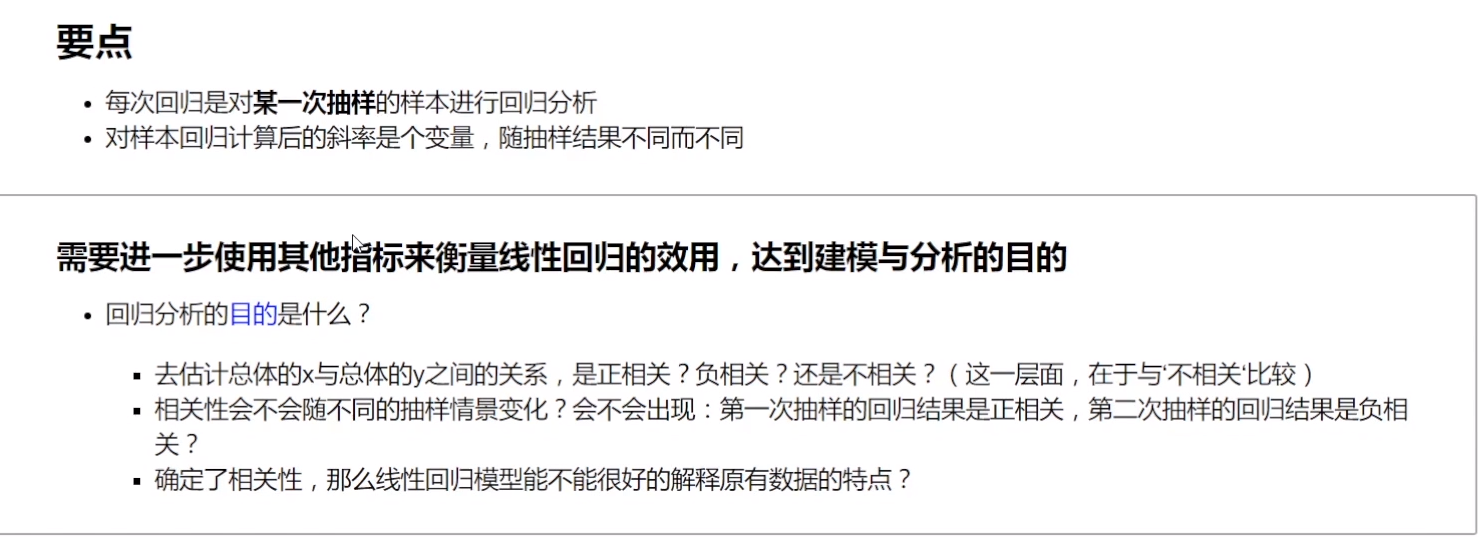 要点
每次回归是对某一次抽样的样本进行回归分析
对样本回归计算后的斜率是个变量，随抽样结果不同而不同
需要进一步使用其他指标来衡量线性回归的效用，达到建模与分析的目的
回归分析的目的是什么？
去估计总体的x与总体的y之间的关系，是正相关？负相关？还是不相关？（这一层面，在于与‘不相关‘比较）
相关性会不会随不同的抽样情景变化？会不会出现：第一次抽样的回归结果是正相关，第二次抽样的回归结果是负相
关？
确定了相关性，那么线性回归模型能不能很好的解释原有数据的特点？